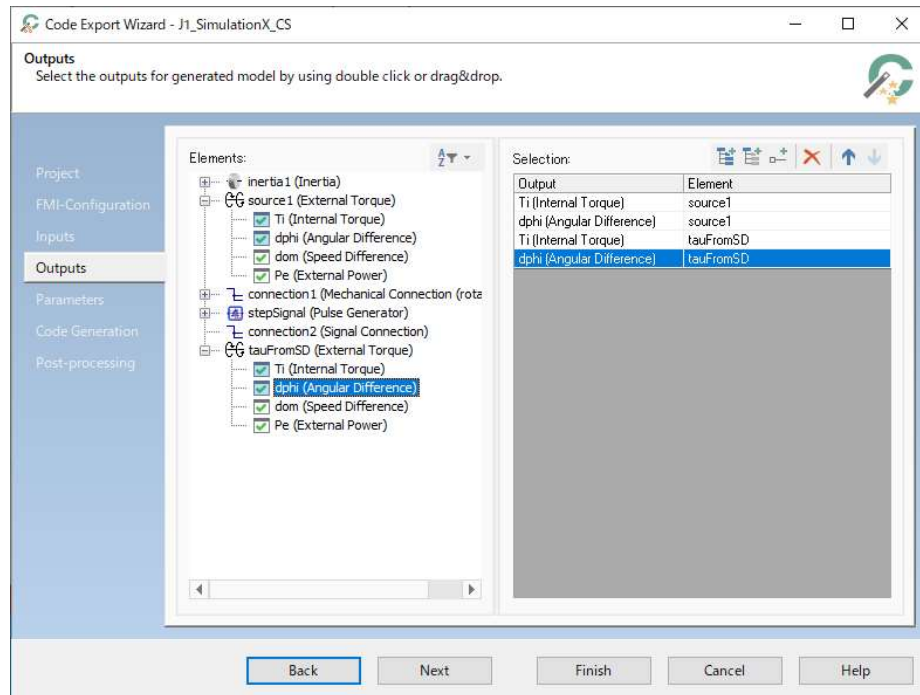 Code Export Wizard - J1_SimulationX_CS
Outputs
Select the outputs for generated model by using double click or drag&drop.
Project
FMI-Configuration
Inputs
Outputs
Parameters
Code Generation
Post-processing
Elements:
inertia1 (Inertia)
source1 (External Torque)
Ti (Internal Torque)
dphi (Angular Difference)
dom (Speed Difference)
Pe (External Power)
connection1 (Mechanical Connection (rota
stepSignal (Pulse Generator)
connection2 (Signal Connection)
tauFromSD (External Torque)
Ti (Internal Torque)
dphi (Angular Difference)
dom (Speed Difference)
Pe (External Power)
Selection:
Output Element
Ti (Internal Torque) source1
dphi (Angular Difference) source1
Ti (Internal Torque) tauFromSD
dphi (Angular Difference) tauFromSD
Back Next Finish Cancel Help